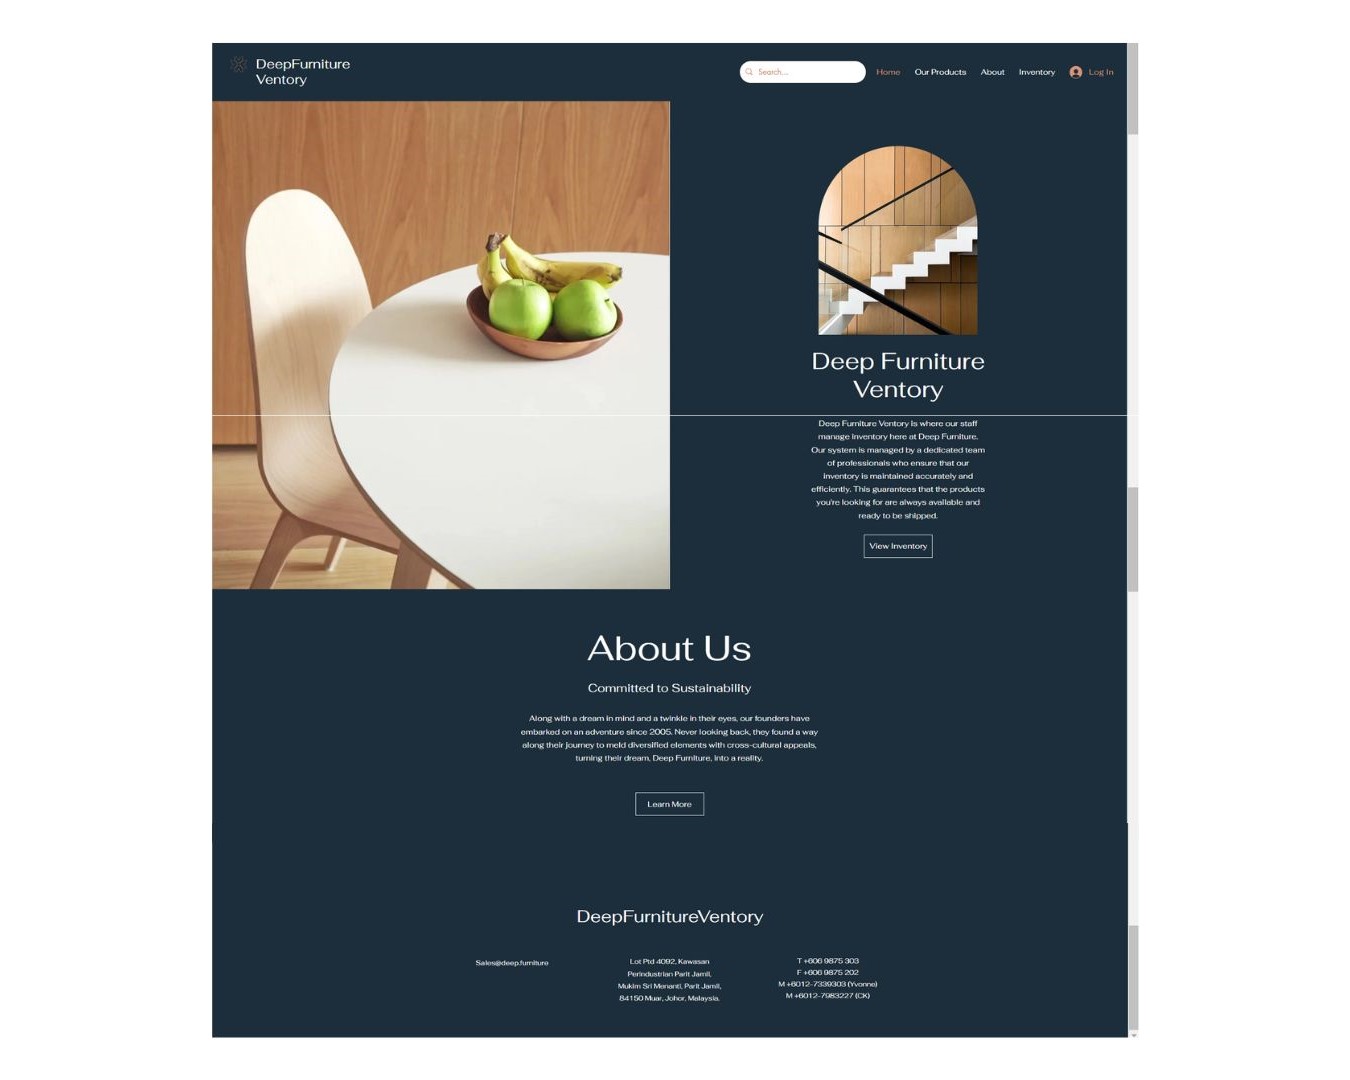 DeepFurniture
Ventory
Search...
Home
Our Products
About
Inventory
Log In
Deep Furniture
Ventory
Deep Furniture Ventory is where our staff
manage inventory here at Deep Furniture.
Our system is managed by a dedicated team
of professionals who ensure that our
inventory is maintained accurately and
efficiently. This guarantees that the products
you're looking for are always available and
ready to be shipped.
View Inventory
About Us
Committed to Sustainability
Along with a dream in mind and a twinkle in their eyes, our founders have
embarked on an adventure since 2005. Never looking back, they found a way
along their journey to meld diversified elements with cross-cultural appeals,
turning their dream, Deep Furniture, into a reality.
Learn More
DeepFurnitureVentory
Sales@deep.furniture
Lot Ptd 4092, Kawasan
Perindustrian Parit Jamil,
Mukim Sri Menanti, Parit Jamil,
84150 Muar, Johor, Malaysia.
T +606 9875 303
F +606 9875 202
M +6012-7339303 (Yvonne)
M +6012-7983227 (CK)